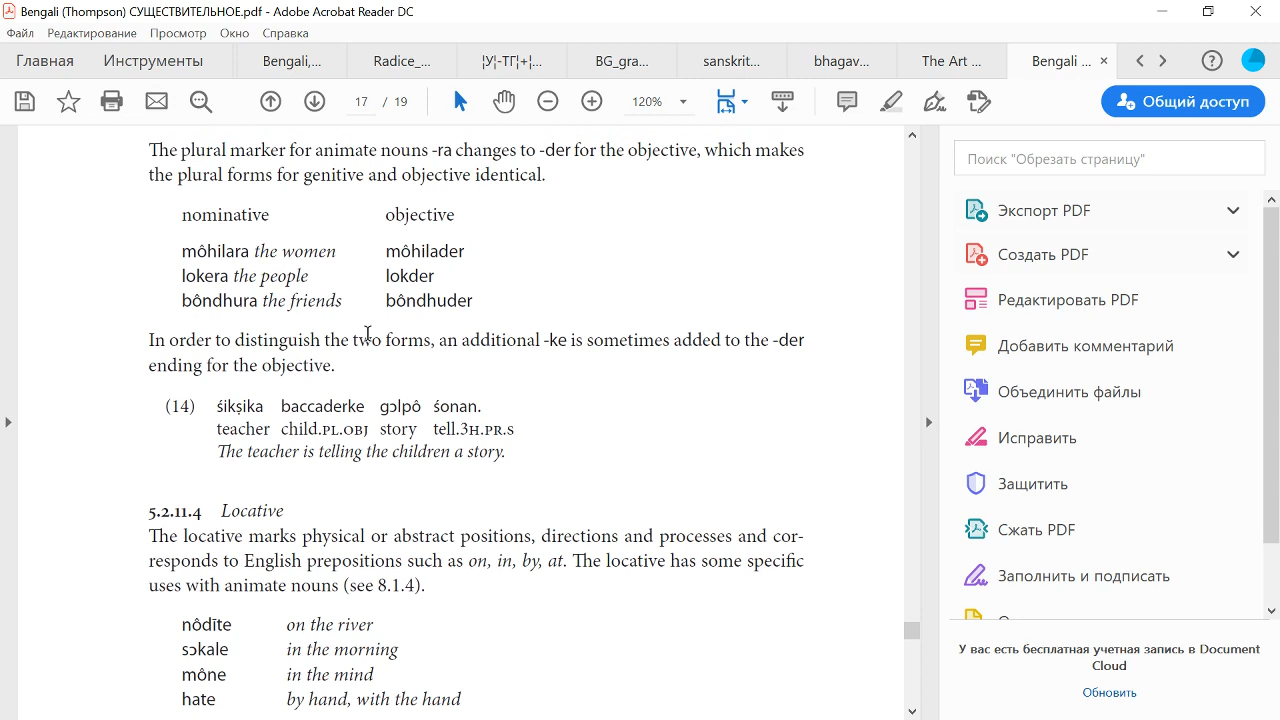 Bengali (Thompson) СУЩЕСТВИТЕЛЬНОЕ.pdf - Adobe Acrobat Reader DC
Файл Редактирование Просмотр Окно Справка
Главная Инструменты Bengali,... Radice_... ¦У¦-ТГ¦+¦... BG_gra... sanskrit... bhagav... The Art ... Bengali ... ×
17 / 19 120% Общий доступ
The plural marker for animate nouns -ra changes to -der for the objective, which makes
the plural forms for genitive and objective identical.
nominative objective
môhilara the women môhilader
lokera the people lokder
bôndhura the friends bôndhuder
In order to distinguish the two forms, an additional -ke is sometimes added to the -der
ending for the objective.
(14) śikṣika baccaderke gɔlpô śonan.
teacher child.PL.OBJ story tell.3H.PR.S
The teacher is telling the children a story.
5.2.11.4 Locative
The locative marks physical or abstract positions, directions and processes and cor-
responds to English prepositions such as on, in, by, at. The locative has some specific
uses with animate nouns (see 8.1.4).
nôdīte on the river
sɔkale in the morning
mône in the mind
hate by hand, with the hand
Поиск "Обрезать страницу"
Экспорт PDF
Создать PDF
Редактировать PDF
Добавить комментарий
Объединить файлы
Исправить
Защитить
Сжать PDF
Заполнить и подписать
У вас есть бесплатная учетная запись в Document
Cloud
Обновить